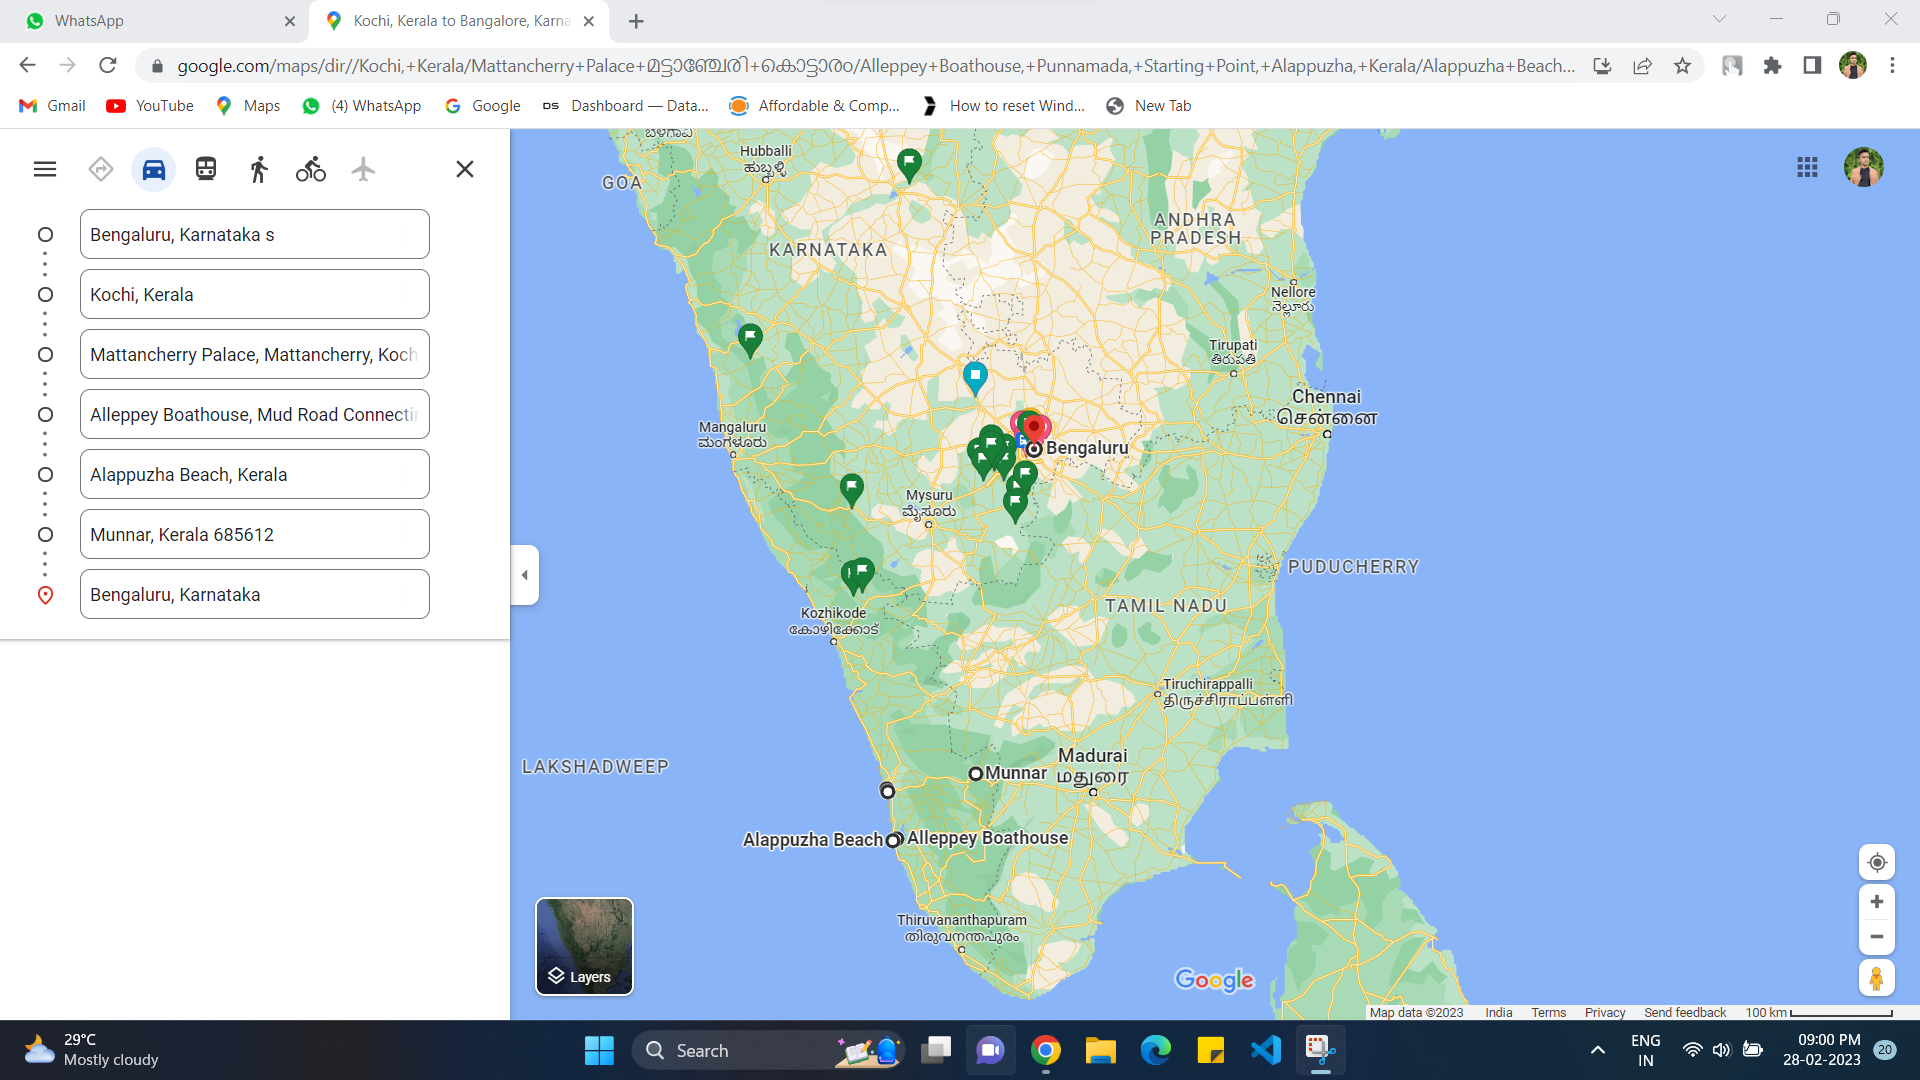 WhatsApp
Kochi, Kerala to Bangalore, Karna
google.com/maps/dir//Kochi,+Kerala/Mattancherry+Palace+മട്ടാഞ്ചേരി+കൊട്ടാരം/Alleppey+Boathouse,+Punnamada,+Starting+Point,+Alappuzha,+Kerala/Alappuzha+Beach...
Gmail
YouTube
Maps
(4) WhatsApp
Google
DS Dashboard — Data...
Affordable & Comp...
How to reset Wind...
New Tab
Bengaluru, Karnataka s
Kochi, Kerala
Mattancherry Palace, Mattancherry, Koch
Alleppey Boathouse, Mud Road Connectin
Alappuzha Beach, Kerala
Munnar, Kerala 685612
Bengaluru, Karnataka
ಬೆಳಗಾವಿ
Hubballi
ಹುಬ್ಬಳ್ಳಿ
GOA
KARNATAKA
ANDHRA
PRADESH
Nellore
నెల్లూరు
Tirupati
తిరుపతి
Chennai
சென்னை
Mangaluru
ಮಂಗಳೂರು
Bengaluru
Mysuru
ಮೈಸೂರು
PUDUCHERRY
TAMIL NADU
Kozhikode
കോഴിക്കോട്
Tiruchirappalli
திருச்சிராப்பள்ளி
LAKSHADWEEP
Madurai
மதுரை
Munnar
Alappuzha Beach
Alleppey Boathouse
Thiruvananthapuram
തിരുവനന്തപുരം
Layers
Google
Map data ©2023 India Terms Privacy Send feedback 100 km
29°C
Mostly cloudy
Search
ENG
IN
09:00 PM
28-02-2023
20